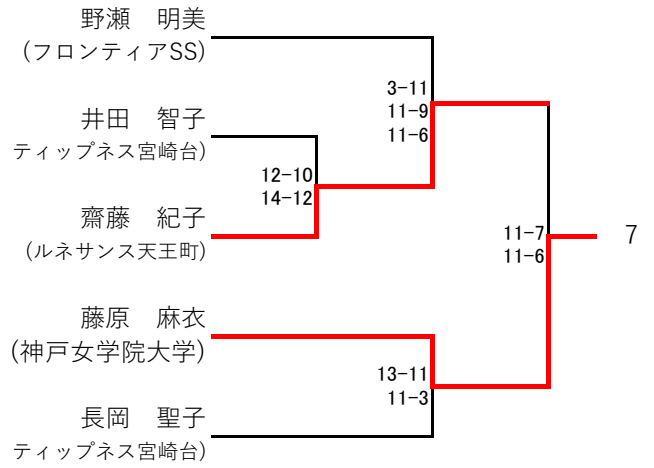 野瀬　明美
(フロンティアSS)
3-11
11-9
11-6
井田　智子
ティップネス宮崎台)
12-10
14-12
齋藤　紀子
(ルネサンス天王町)
11-7
11-6
7
藤原　麻衣
(神戸女学院大学)
13-11
11-3
長岡　聖子
ティップネス宮崎台)